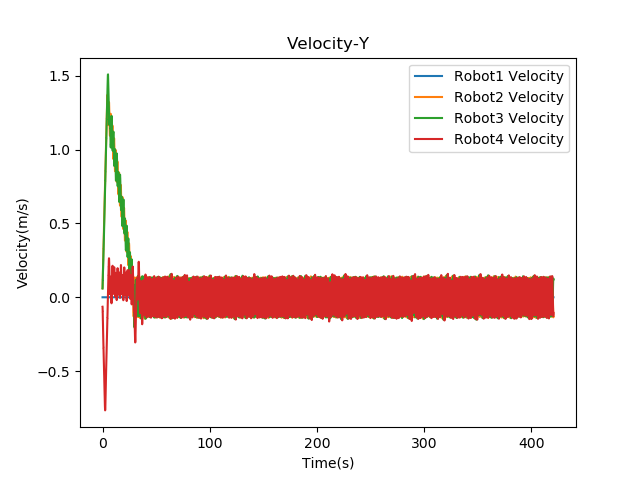 Velocity-Y
Robot1 Velocity
Robot2 Velocity
Robot3 Velocity
Robot4 Velocity
Velocity(m/s)
1.5
1.0
0.5
0.0
−0.5
0
100
200
300
400
Time(s)